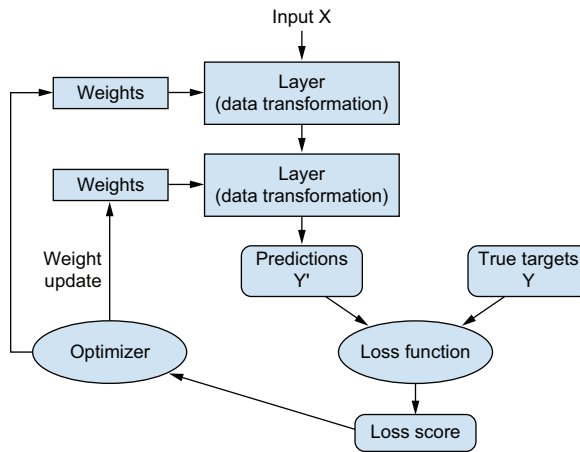 Input X
Weights
Layer
(data transformation)
Weights
Layer
(data transformation)
Weight
update
Predictions
Y'
True targets
Y
Optimizer
Loss function
Loss score